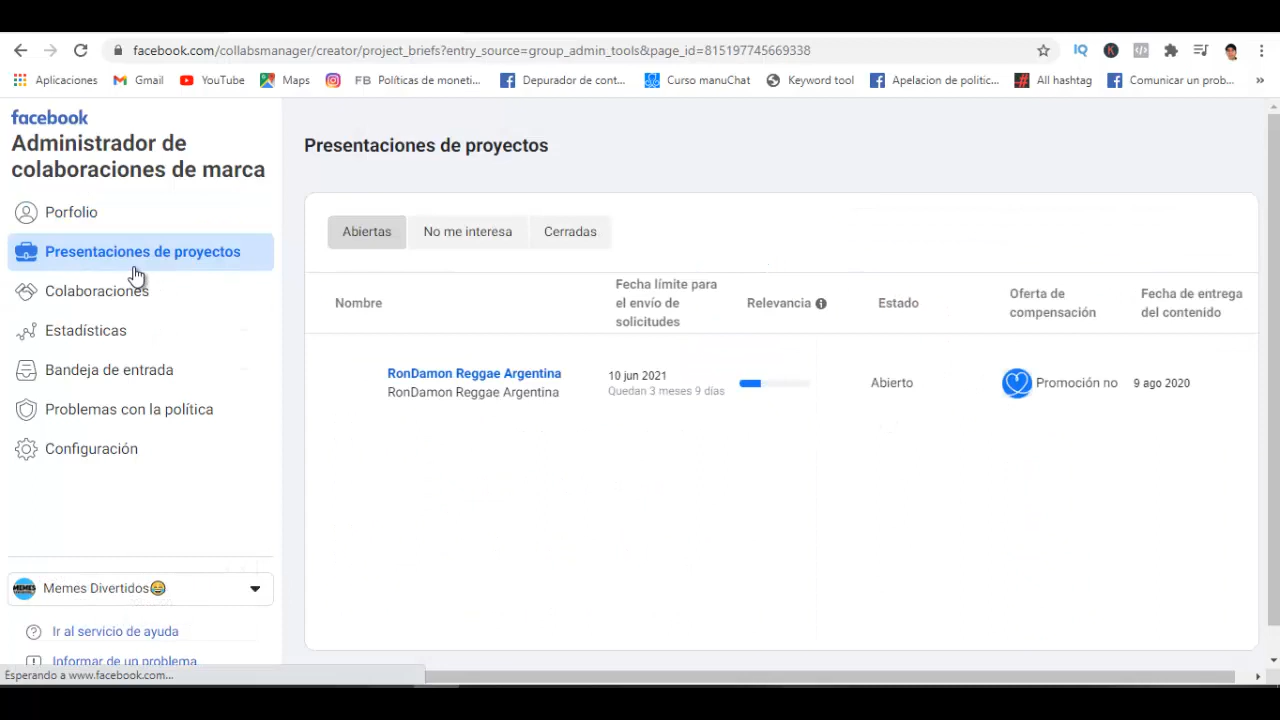 facebook.com/collabsmanager/creator/project_briefs?entry_source=group_admin_tools&page_id=815197745669338
Aplicaciones Gmail YouTube Maps FB Políticas de moneti... Depurador de cont... Curso manuChat Keyword tool Apelacion de politic... All hashtag Comunicar un prob... »
facebook
Administrador de
colaboraciones de marca
Porfolio
Presentaciones de proyectos
Colaboraciones
Estadísticas
Bandeja de entrada
Problemas con la política
Configuración
Memes Divertidos😂
Ir al servicio de ayuda
Informar de un problema
Esperando a www.facebook.com...
Presentaciones de proyectos
Abiertas No me interesa Cerradas
Nombre
Fecha límite para
el envío de
solicitudes
Relevancia
Estado
Oferta de
compensación
Fecha de entrega
del contenido
RonDamon Reggae Argentina
RonDamon Reggae Argentina
10 jun 2021
Quedan 3 meses 9 días
Abierto
Promoción no
9 ago 2020